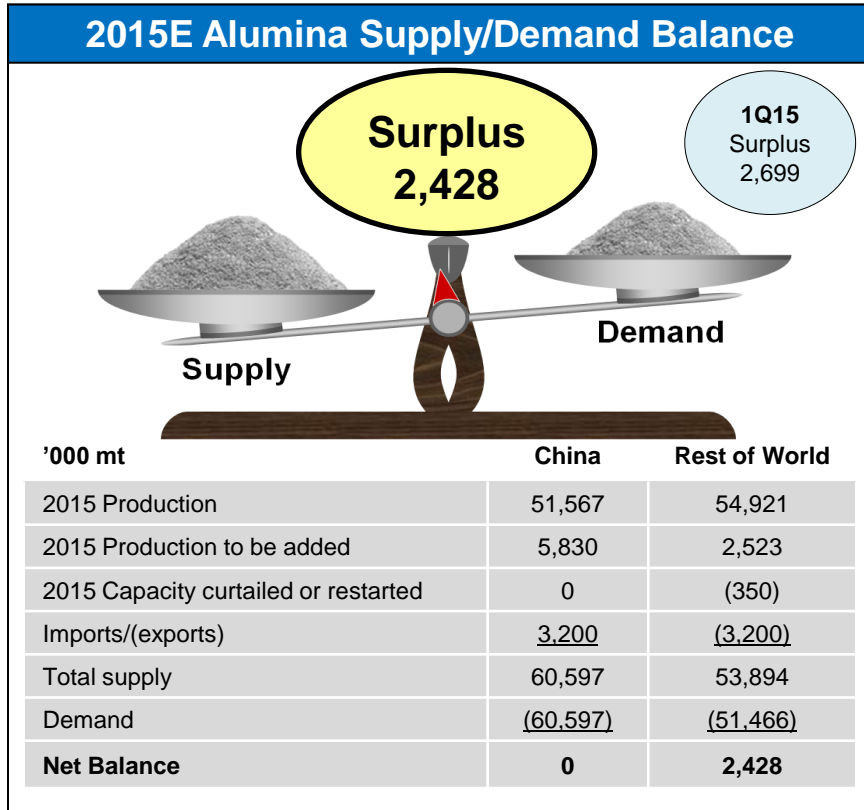 2015E Alumina Supply/Demand Balance
Surplus
2,428
1Q15
Surplus
2,699
Supply
Demand
’000 mt China Rest of World
2015 Production 51,567 54,921
2015 Production to be added 5,830 2,523
2015 Capacity curtailed or restarted 0 (350)
Imports/(exports) 3,200 (3,200)
Total supply 60,597 53,894
Demand (60,597) (51,466)
Net Balance 0 2,428